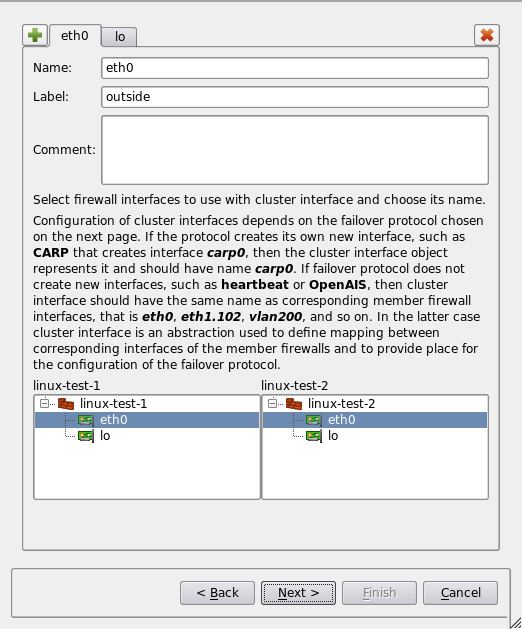 eth0 lo
Name: eth0
Label: outside
Comment:
Select firewall interfaces to use with cluster interface and choose its name.
Configuration of cluster interfaces depends on the failover protocol chosen
on the next page. If the protocol creates its own new interface, such as
CARP that creates interface carp0, then the cluster interface object
represents it and should have name carp0. If failover protocol does not
create new interfaces, such as heartbeat or OpenAIS, then cluster
interface should have the same name as corresponding member firewall
interfaces, that is eth0, eth1.102, vlan200, and so on. In the latter case
cluster interface is an abstraction used to define mapping between
corresponding interfaces of the member firewalls and to provide place for
the configuration of the failover protocol.
linux-test-1 linux-test-2
linux-test-1 linux-test-2
eth0 eth0
lo lo
< Back Next > Finish Cancel